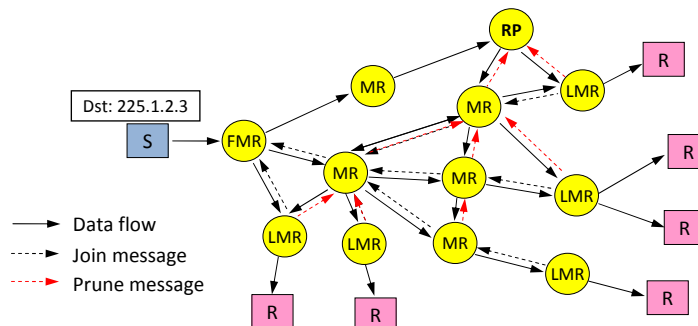 RP
R
MR
LMR
Dst: 225.1.2.3
MR
S
FMR
R
MR
MR
LMR
R
Data flow
LMR
LMR
MR
Join message
LMR
Prune message
R
R
R